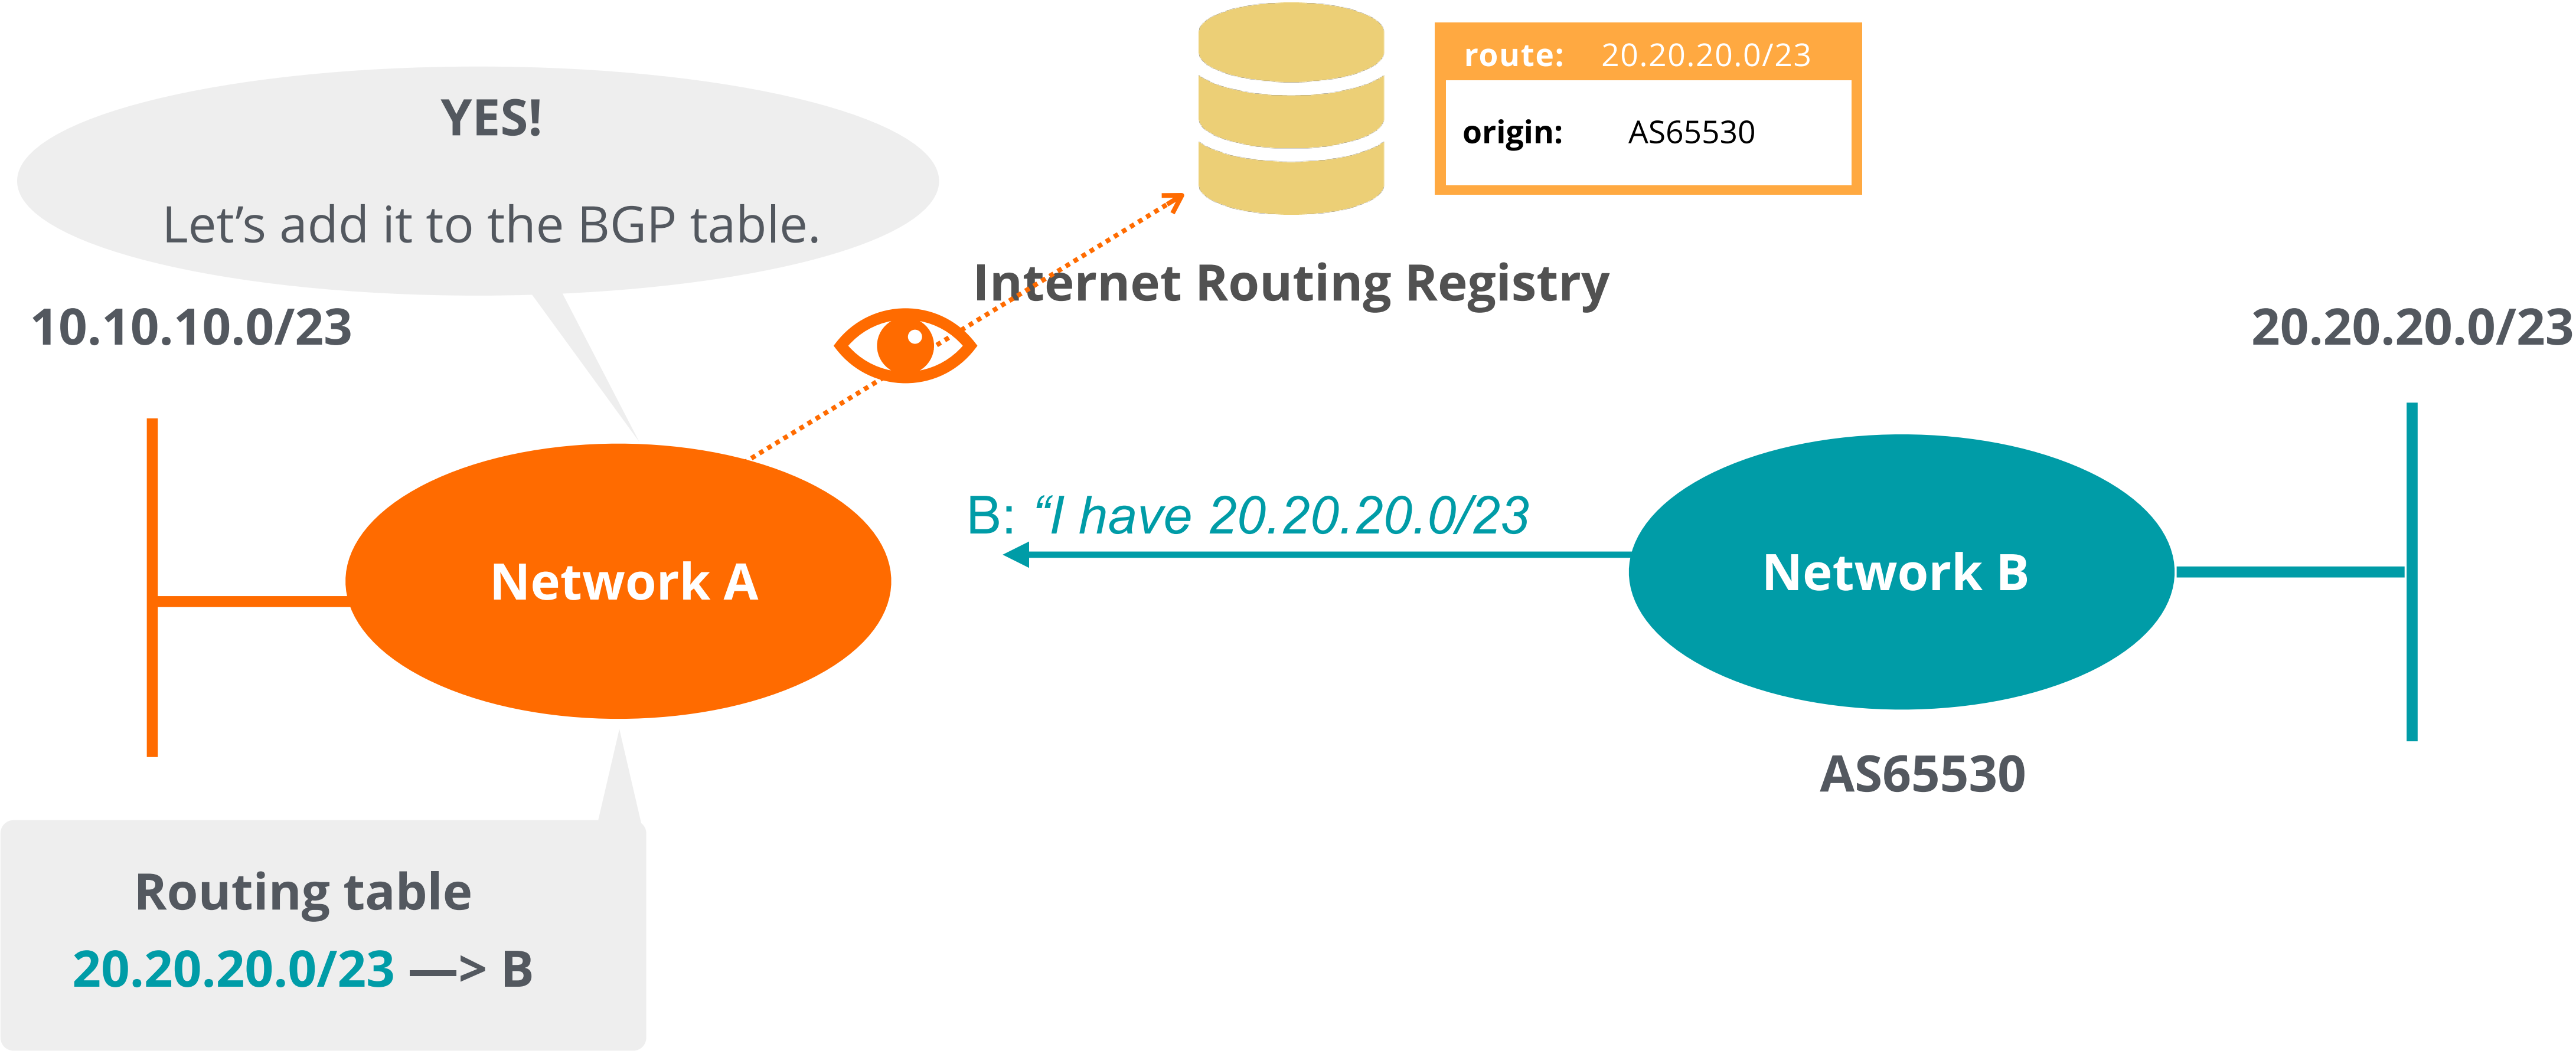 route: 20.20.20.0/23
origin: AS65530
YES!
Let’s add it to the BGP table.
Internet Routing Registry
10.10.10.0/23
20.20.20.0/23
B: “I have 20.20.20.0/23
Network A
Network B
AS65530
Routing table
20.20.20.0/23 —> B